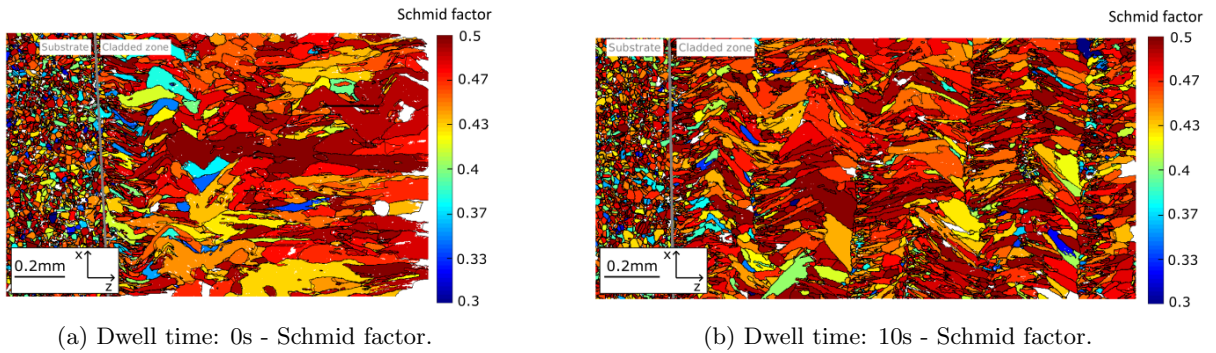 Schmid factor
Substrate Cladded zone
0.5
0.47
0.43
0.4
0.37
0.33
0.3
x
z
0.2mm
(a) Dwell time: 0s - Schmid factor.
Schmid factor
Substrate Cladded zone
0.5
0.47
0.43
0.4
0.37
0.33
0.3
x
z
0.2mm
(b) Dwell time: 10s - Schmid factor.